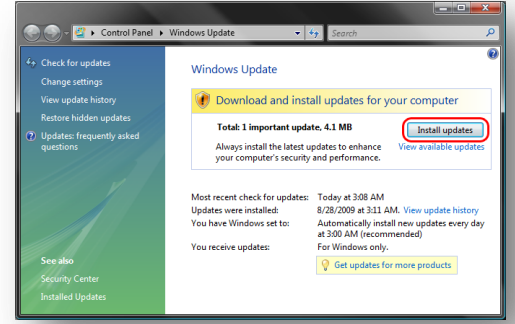 Control Panel ▸ Windows Update
Search
Check for updates
Change settings
View update history
Restore hidden updates
Updates: frequently asked
questions
See also
Security Center
Installed Updates
Windows Update
Download and install updates for your computer
Total: 1 important update, 4.1 MB
Install updates
Always install the latest updates to enhance
your computer's security and performance.
View available updates
Most recent check for updates: Today at 3:08 AM
Updates were installed: 8/28/2009 at 3:11 AM. View update history
You have Windows set to: Automatically install new updates every day
at 3:00 AM (recommended)
You receive updates: For Windows only.
Get updates for more products